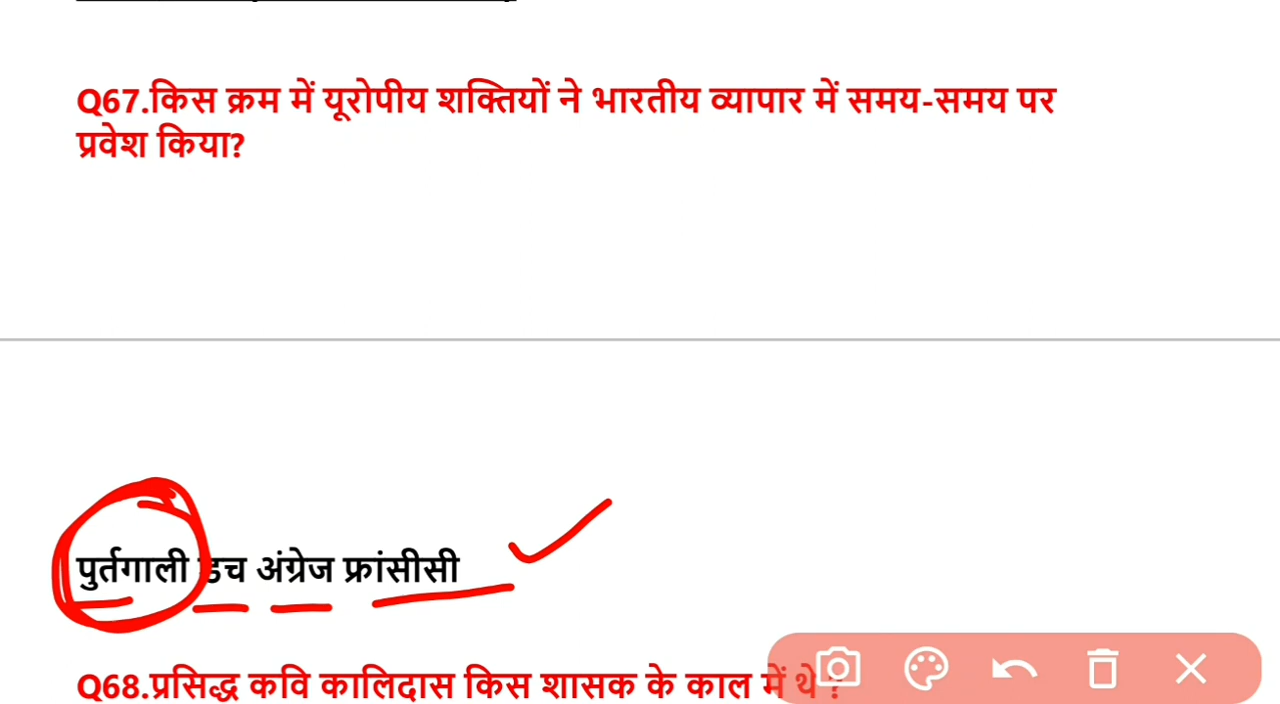 Q67.किस क्रम में यूरोपीय शक्तियों ने भारतीय व्यापार में समय-समय पर
प्रवेश किया?
पुर्तगाली डच अंग्रेज फ्रांसीसी
Q68.प्रसिद्ध कवि कालिदास किस शासक के काल में थे ?